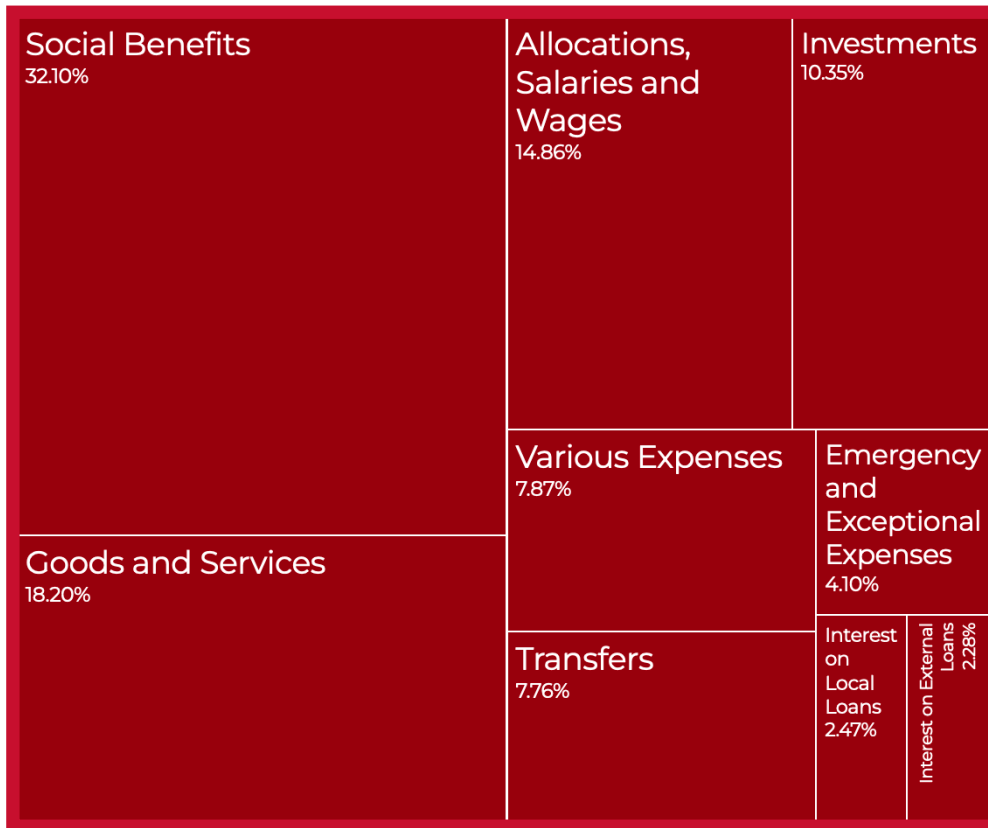 Social Benefits
32.10%
Goods and Services
18.20%
Allocations,
Salaries and
Wages
14.86%
Investments
10.35%
Various Expenses
7.87%
Transfers
7.76%
Emergency
and
Exceptional
Expenses
4.10%
Interest
on
Local
Loans
2.47%
Interest on External
Loans
2.28%